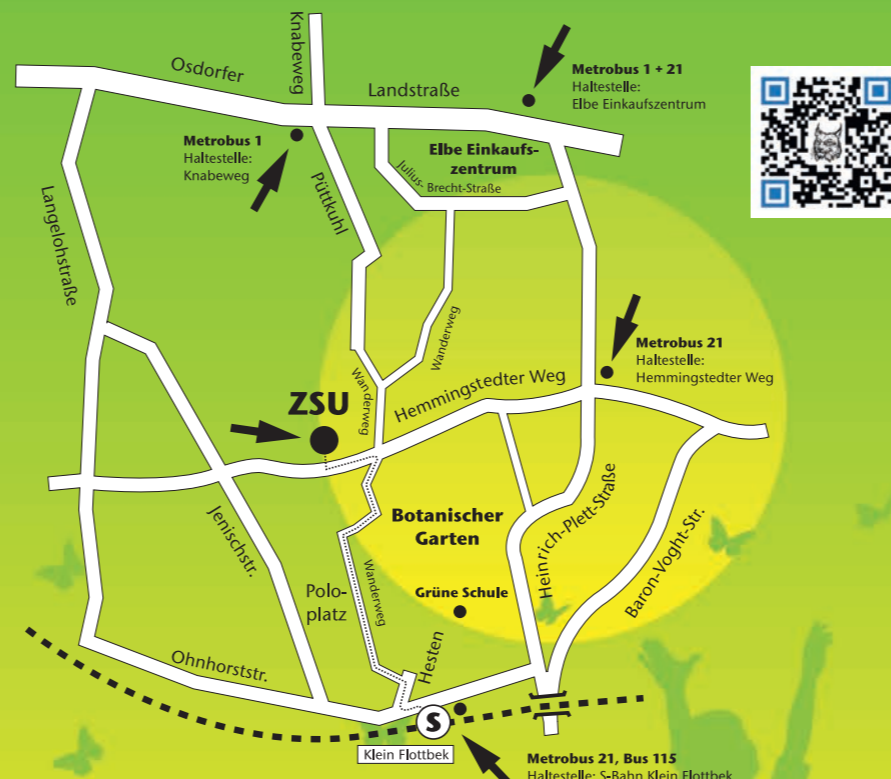 Osdorfer
Knabeweg
Landstraße
Metrobus 1 + 21
Haltestelle:
Elbe Einkaufszentrum
Metrobus 1
Haltestelle:
Knabeweg
Elbe Einkaufs-
zentrum
Julius-
Brecht-Straße
Püttkuhl
Langelohstraße
Wanderweg
Metrobus 21
Haltestelle:
Hemmingstedter Weg
Wanderweg
Hemmingstedter Weg
ZSU
Jenischstr.
Botanischer
Garten
Heinrich-Plett-Straße
Baron-Voght-Str.
Wanderweg
Polo-
platz
Grüne Schule
Hesten
Ohnhorststr.
S
Klein Flottbek
Metrobus 21, Bus 115
Haltestelle: S-Bahn Klein Flottbek